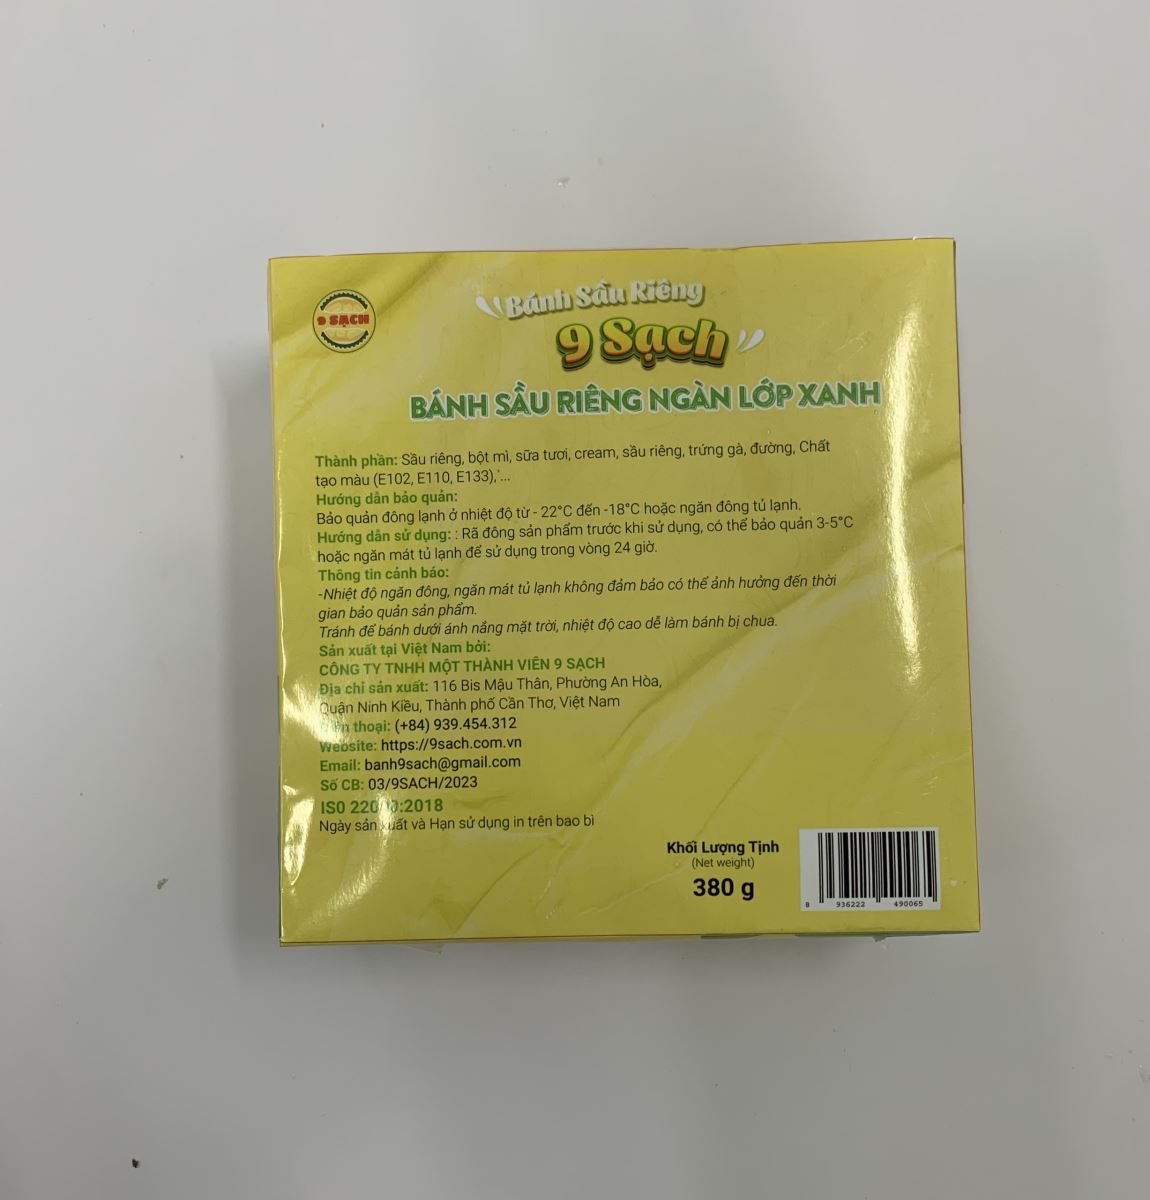 9 SẠCH
Bánh Sầu Riêng
9 Sạch
BÁNH SẦU RIÊNG NGÀN LỚP XANH
Thành phần: Sầu riêng, bột mì, sữa tươi, cream, sầu riêng, trứng gà, đường, Chất
tạo màu (E102, E110, E133),...
Hướng dẫn bảo quản:
Bảo quản đông lạnh ở nhiệt độ từ - 22°C đến -18°C hoặc ngăn đông tủ lạnh.
Hướng dẫn sử dụng: : Rã đông sản phẩm trước khi sử dụng, có thể bảo quản 3-5°C
hoặc ngăn mát tủ lạnh để sử dụng trong vòng 24 giờ.
Thông tin cảnh báo:
-Nhiệt độ ngăn đông, ngăn mát tủ lạnh không đảm bảo có thể ảnh hưởng đến thời
gian bảo quản sản phẩm.
Tránh để bánh dưới ánh nắng mặt trời, nhiệt độ cao dễ làm bánh bị chua.
Sản xuất tại Việt Nam bởi:
CÔNG TY TNHH MỘT THÀNH VIÊN 9 SẠCH
Địa chỉ sản xuất: 116 Bis Mậu Thân, Phường An Hòa,
Quận Ninh Kiều, Thành phố Cần Thơ, Việt Nam
thoại: (+84) 939.454.312
Website: https://9sach.com.vn
Email: banh9sach@gmail.com
Số CB: 03/9SACH/2023
ISO 22000:2018
Ngày sản xuất và Hạn sử dụng in trên bao bì
Khối Lượng Tịnh
(Net weight)
380 g
8 936222 490065